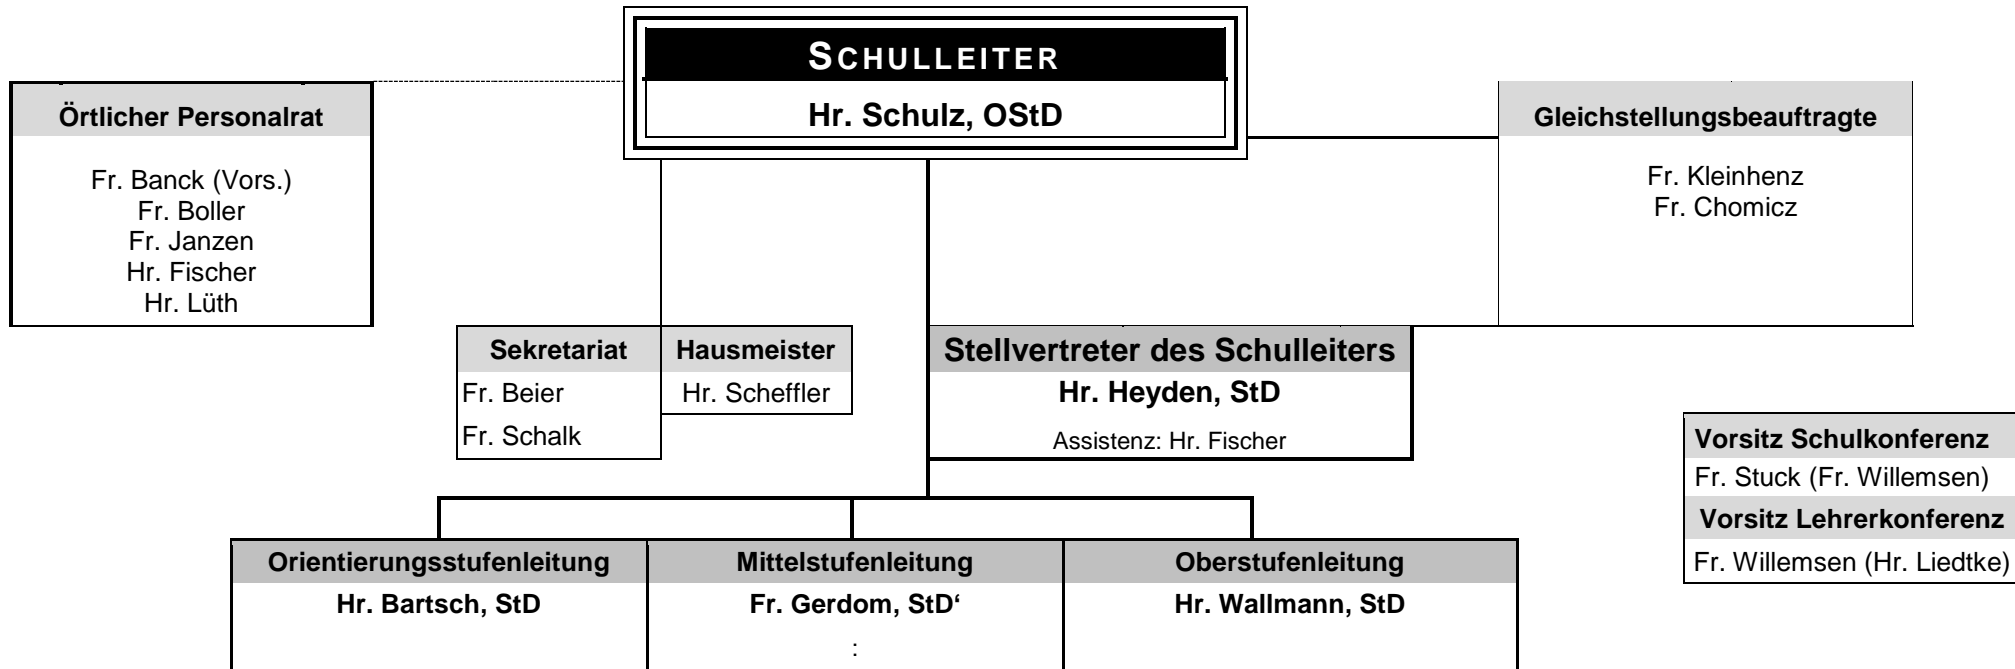 SCHULLEITER
Hr. Schulz, OStD
Örtlicher Personalrat
Fr. Banck (Vors.)
Fr. Boller
Fr. Janzen
Hr. Fischer
Hr. Lüth
Gleichstellungsbeauftragte
Fr. Kleinhenz
Fr. Chomicz
Sekretariat
Fr. Beier
Fr. Schalk
Hausmeister
Hr. Scheffler
Stellvertreter des Schulleiters
Hr. Heyden, StD
Assistenz: Hr. Fischer
Vorsitz Schulkonferenz
Fr. Stuck (Fr. Willemsen)
Vorsitz Lehrerkonferenz
Fr. Willemsen (Hr. Liedtke)
Orientierungsstufenleitung
Hr. Bartsch, StD
Mittelstufenleitung
Fr. Gerdom, StD‘
:
Oberstufenleitung
Hr. Wallmann, StD